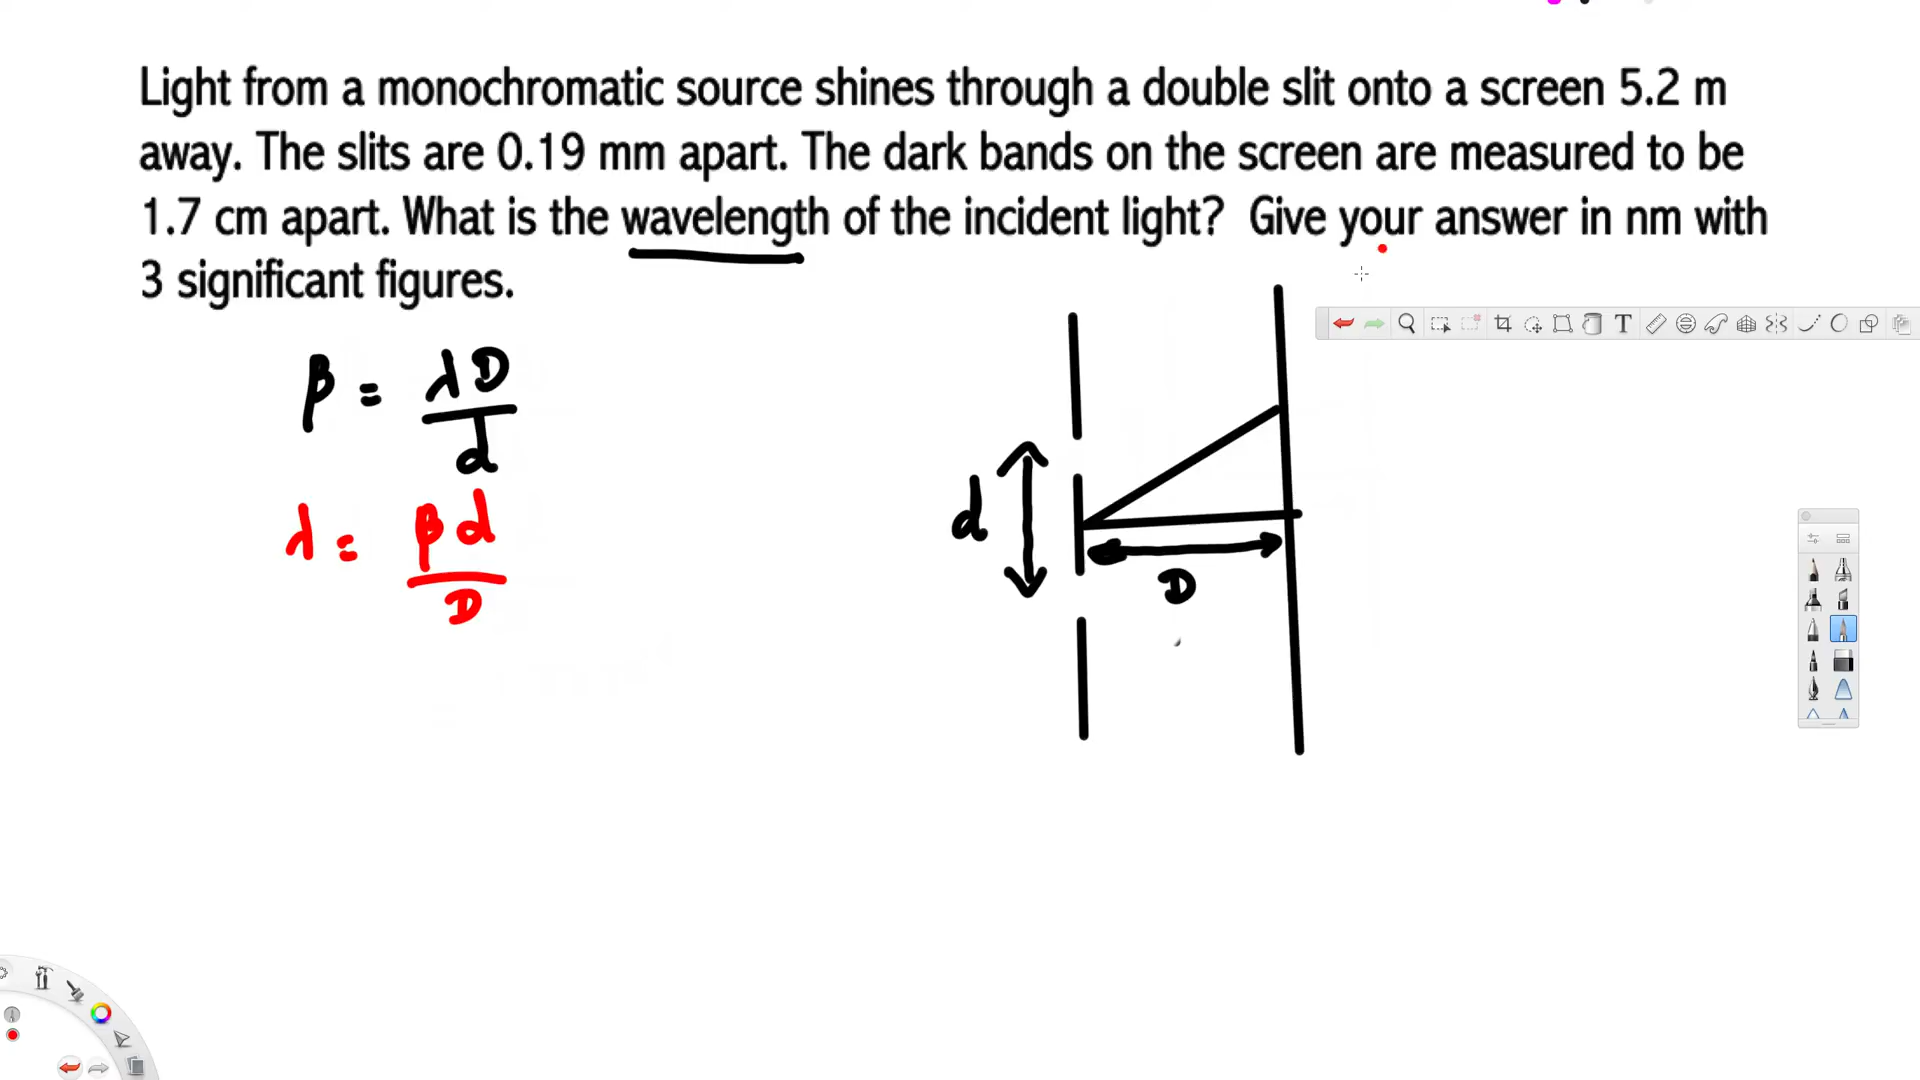 Light from a monochromatic source shines through a double slit onto a screen 5.2 m
away. The slits are 0.19 mm apart. The dark bands on the screen are measured to be
1.7 cm apart. What is the wavelength of the incident light? Give your answer in nm with
3 significant figures.
β = λD
d
λ = βd
D
d
D
T